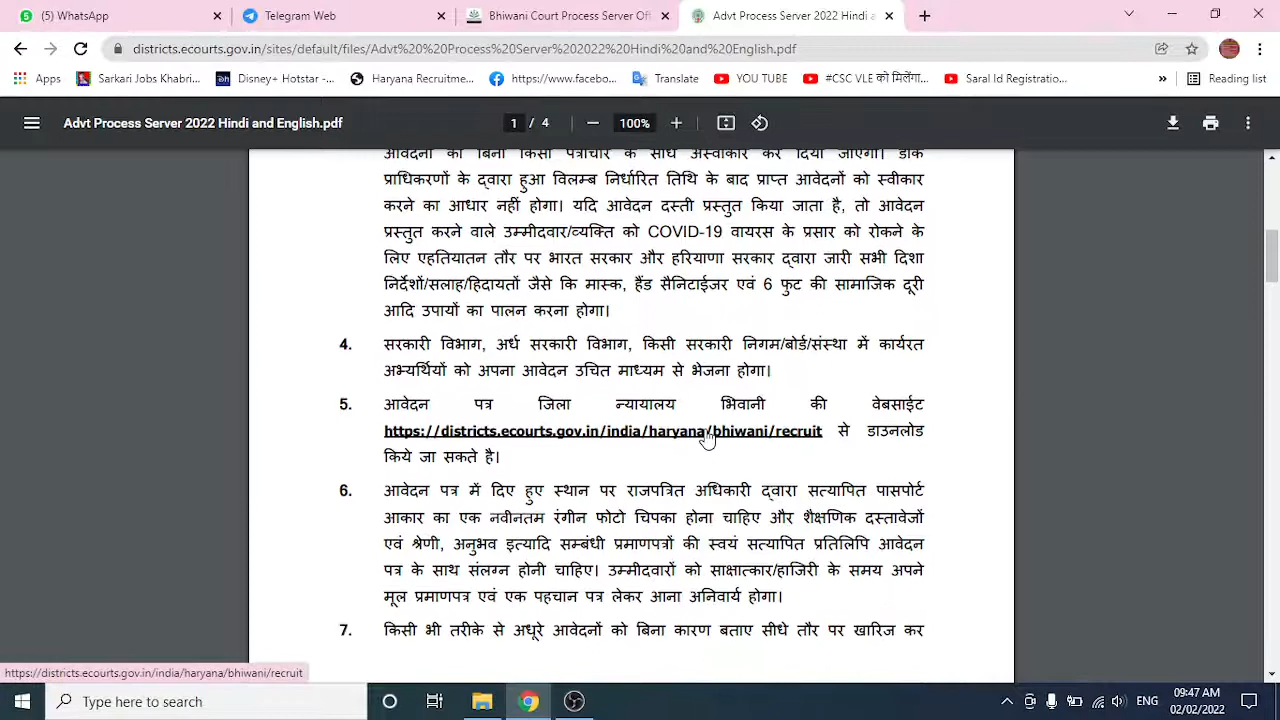 (5) WhatsApp
Telegram Web
Bhiwani Court Process Server Off
Advt Process Server 2022 Hindi a
districts.ecourts.gov.in/sites/default/files/Advt%20%20Process%20Server%202022%20Hindi%20and%20English.pdf
Apps
Sarkari Jobs Khabri...
Disney+ Hotstar -...
Haryana Recruitme...
https://www.facebo...
Translate
YOU TUBE
#CSC VLE को मिलेंगा...
Saral Id Registratio...
»
Reading list
Advt Process Server 2022 Hindi and English.pdf
1 / 4
100%
आवेदनों को बिना किसी पत्राचार के सीधे अस्वीकार कर दिया जाएगा। डाक
प्राधिकरणों के द्वारा हुआ विलम्ब निर्धारित तिथि के बाद प्राप्त आवेदनों को स्वीकार
करने का आधार नहीं होगा। यदि आवेदन दस्ती प्रस्तुत किया जाता है, तो आवेदन
प्रस्तुत करने वाले उम्मीदवार/व्यक्ति को COVID-19 वायरस के प्रसार को रोकने के
लिए एहतियातन तौर पर भारत सरकार और हरियाणा सरकार द्वारा जारी सभी दिशा
निर्देशों/सलाह/हिदायतों जैसे कि मास्क, हैंड सैनिटाईजर एवं 6 फुट की सामाजिक दूरी
आदि उपायों का पालन करना होगा।
4. सरकारी विभाग, अर्ध सरकारी विभाग, किसी सरकारी निगम/बोर्ड/संस्था में कार्यरत
अभ्यर्थियों को अपना आवेदन उचित माध्यम से भेजना होगा|
5. आवेदन पत्र जिला न्यायालय भिवानी की वेबसाईट
https://districts.ecourts.gov.in/india/haryana/bhiwani/recruit से डाउनलोड
किये जा सकते है।
6. आवेदन पत्र में दिए हुए स्थान पर राजपत्रित अधिकारी द्वारा सत्यापित पासपोर्ट
आकार का एक नवीनतम रंगीन फोटो चिपका होना चाहिए और शैक्षणिक दस्तावेजों
एवं श्रेणी, अनुभव इत्यादि सम्बंधी प्रमाणपत्रों की स्वयं सत्यापित प्रतिलिपि आवेदन
पत्र के साथ संलग्न होनी चाहिए। उम्मीदवारों को साक्षात्कार/हाजिरी के समय अपने
मूल प्रमाणपत्र एवं एक पहचान पत्र लेकर आना अनिवार्य होगा।
7. किसी भी तरीके से अधूरे आवेदनों को बिना कारण बताए सीधे तौर पर खारिज कर
https://districts.ecourts.gov.in/india/haryana/bhiwani/recruit
Type here to search
ENG
09:47 AM
02/02/2022